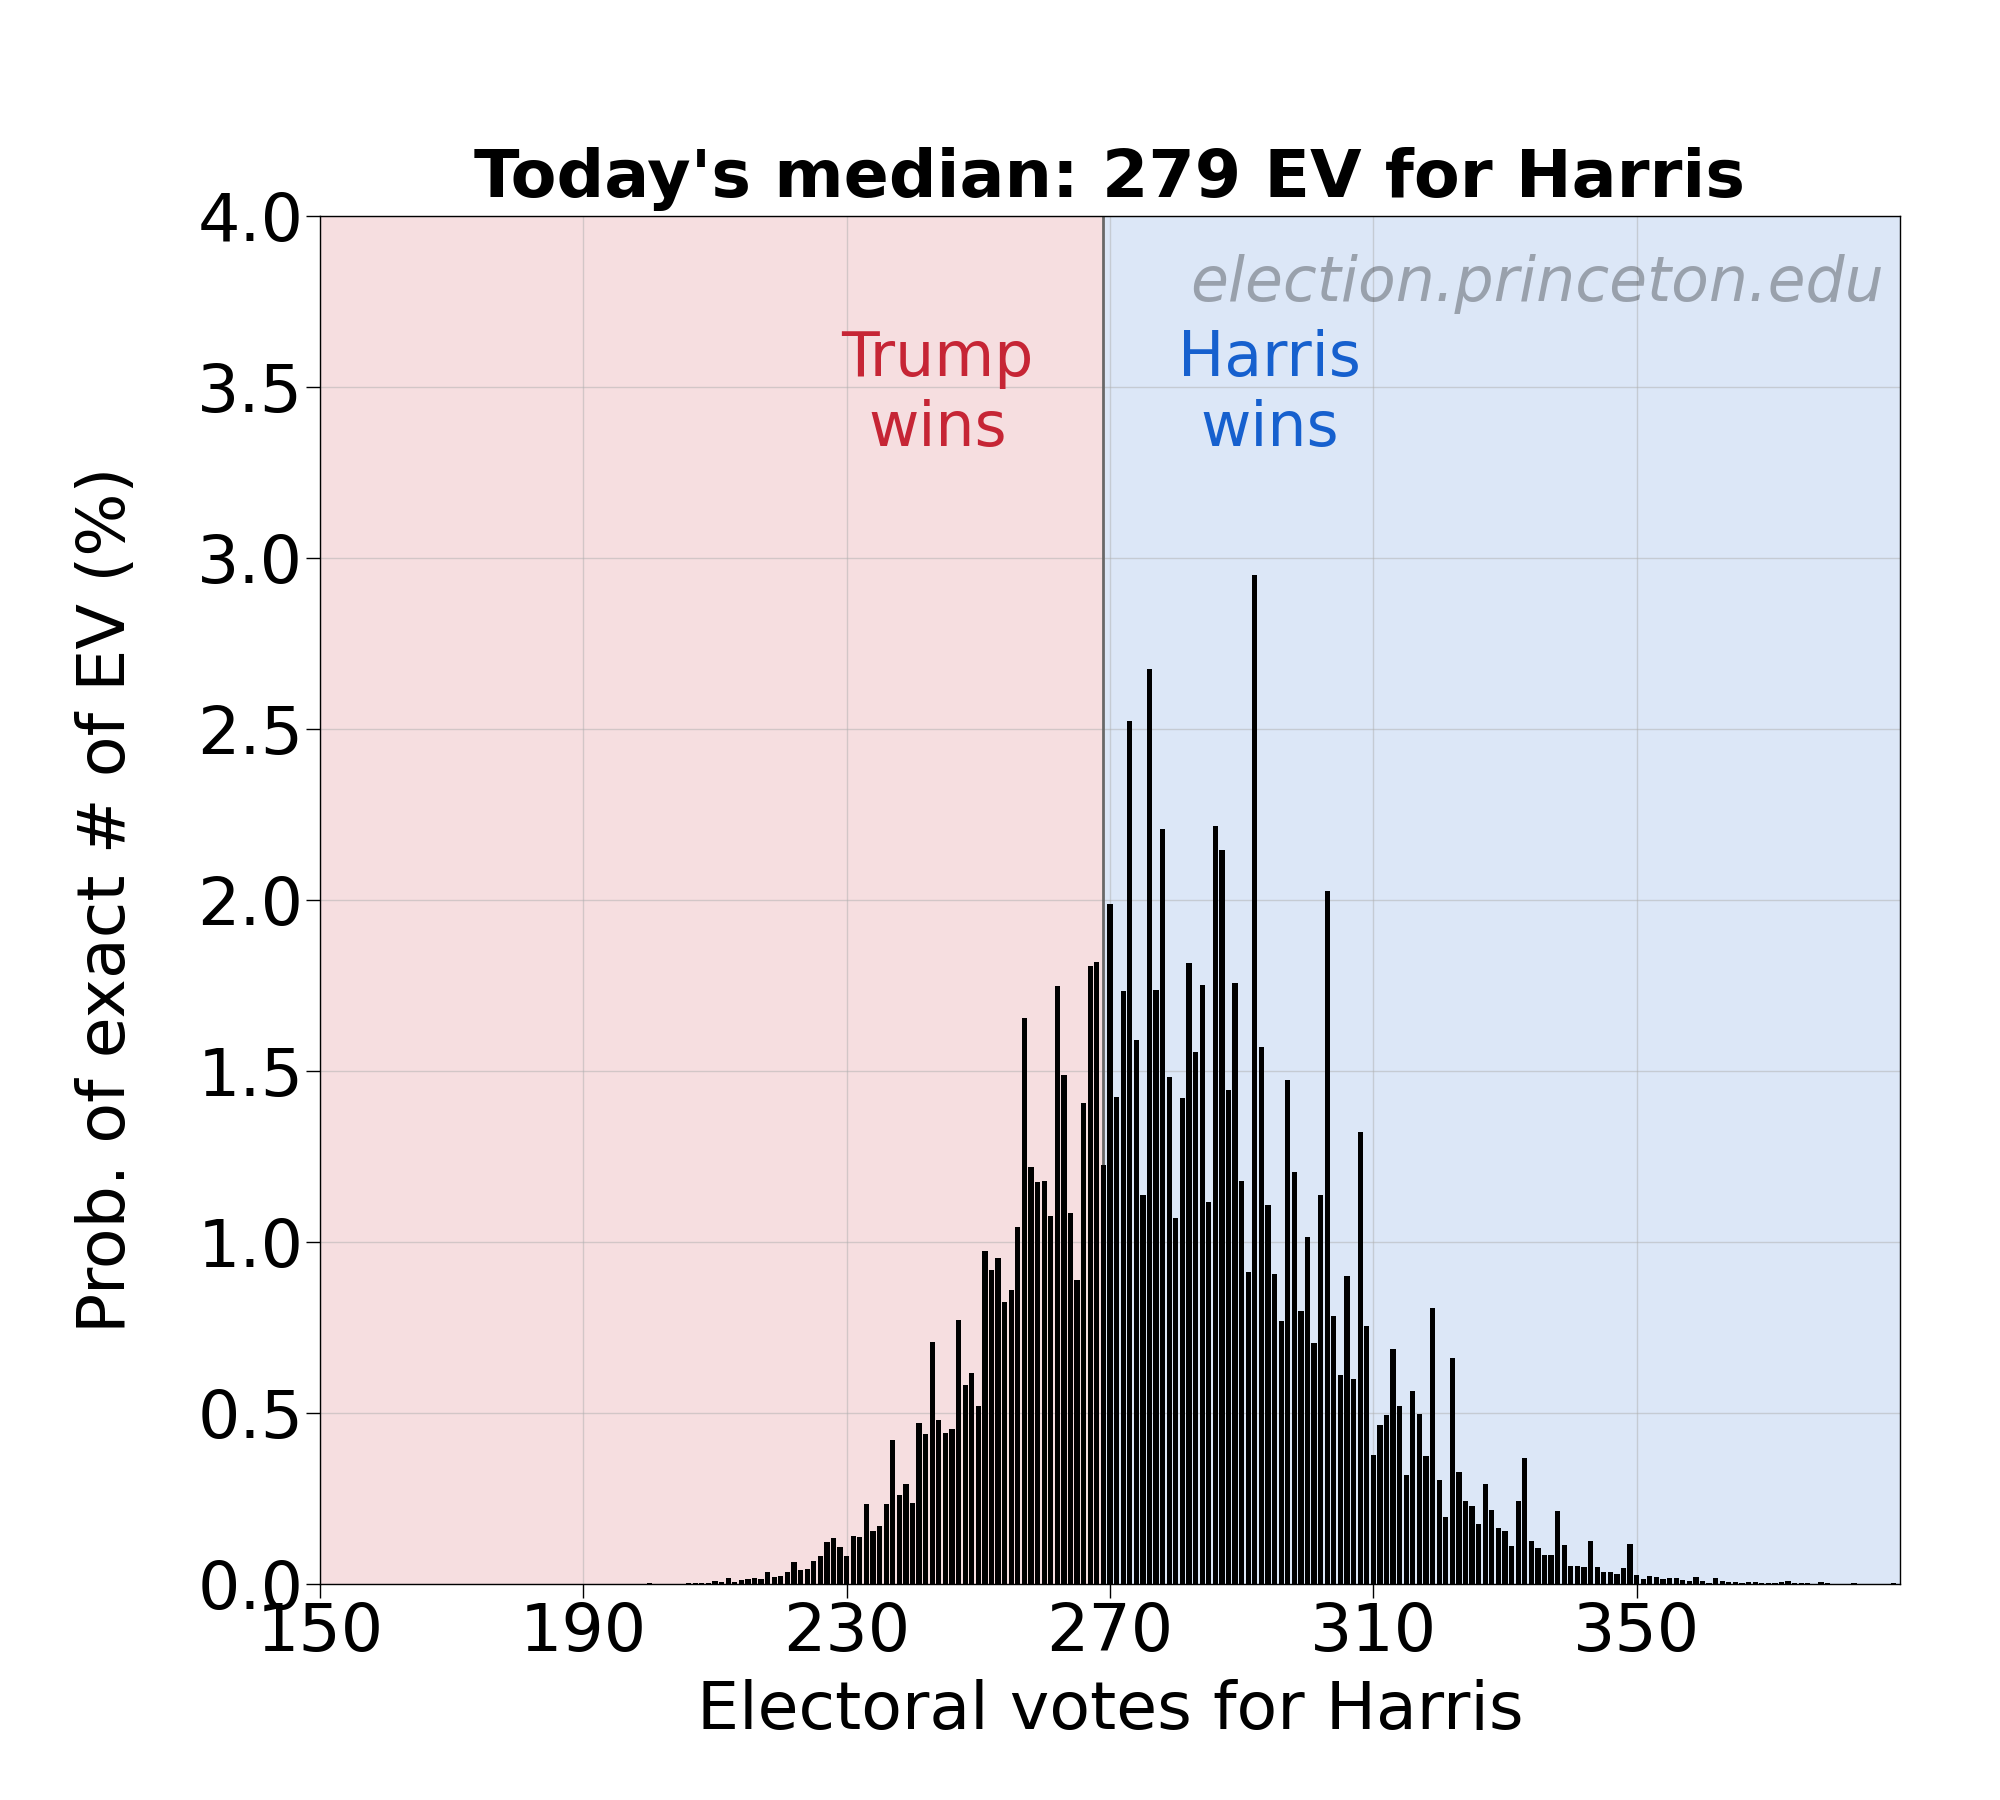 Today's median: 279 EV for Harris
election.princeton.edu
Trump
wins
Harris
wins
Prob. of exact # of EV (%)
4.0
3.5
3.0
2.5
2.0
1.5
1.0
0.5
0.0
150 190 230 270 310 350
Electoral votes for Harris